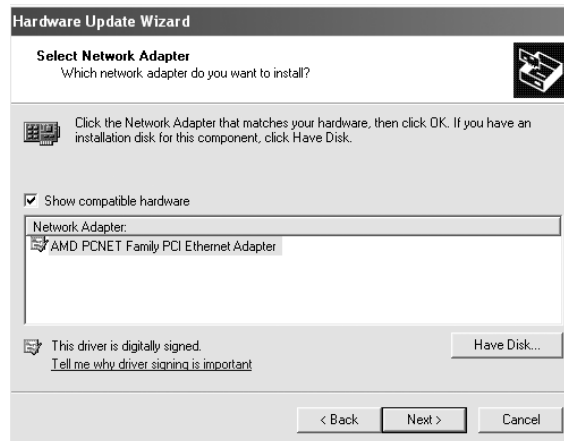 Hardware Update Wizard
Select Network Adapter
Which network adapter do you want to install?
Click the Network Adapter that matches your hardware, then click OK. If you have an
installation disk for this component, click Have Disk.
Show compatible hardware
Network Adapter:
AMD PCNET Family PCI Ethernet Adapter
This driver is digitally signed.
Tell me why driver signing is important
Have Disk...
< Back
Next >
Cancel